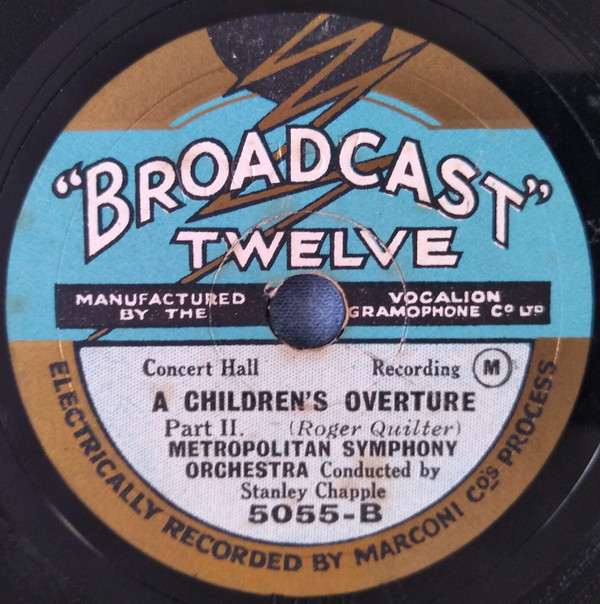 "BROADCAST"
TWELVE
MANUFACTURED BY THE
VOCALION GRAMOPHONE Cº LTD
Concert Hall Recording M
A CHILDREN'S OVERTURE
Part II. (Roger Quilter)
METROPOLITAN SYMPHONY
ORCHESTRA Conducted by
Stanley Chapple
5055-B
ELECTRICALLY RECORDED BY MARCONI Cos PROCESS